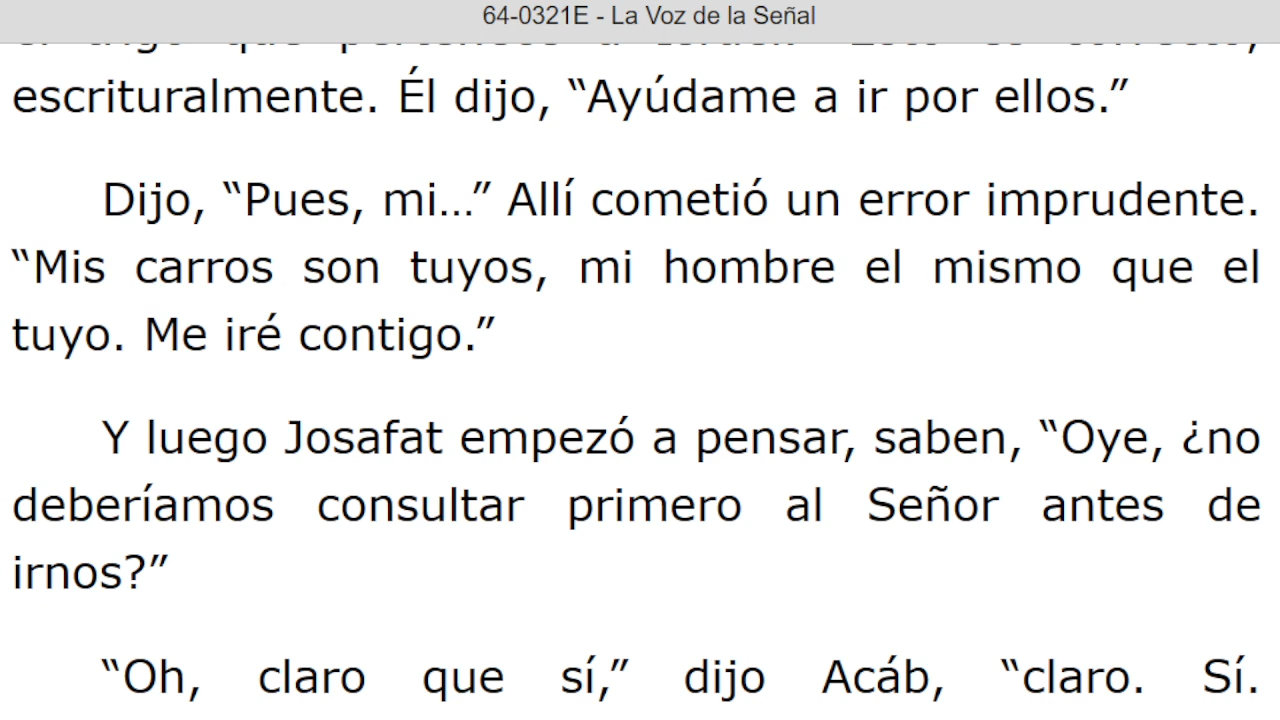 64-0321E - La Voz de la Señal
escrituralmente. Él dijo, “Ayúdame a ir por ellos.”
Dijo, “Pues, mi...” Allí cometió un error imprudente.
“Mis carros son tuyos, mi hombre el mismo que el
tuyo. Me iré contigo.”
Y luego Josafat empezó a pensar, saben, “Oye, ¿no
deberíamos consultar primero al Señor antes de
irnos?”
“Oh, claro que sí,” dijo Acáb, “claro. Sí.